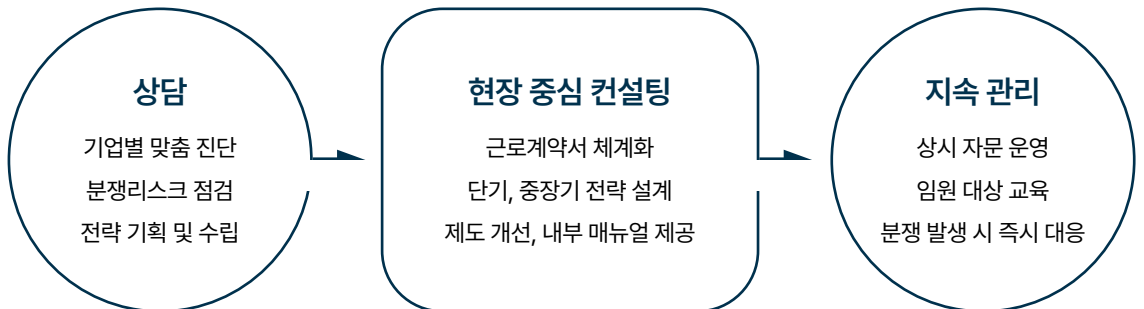 상담
기업별 맞춤 진단
분쟁리스크 점검
전략 기획 및 수립
현장 중심 컨설팅
근로계약서 체계화
단기, 중장기 전략 설계
제도 개선, 내부 매뉴얼 제공
지속 관리
상시 자문 운영
임원 대상 교육
분쟁 발생 시 즉시 대응